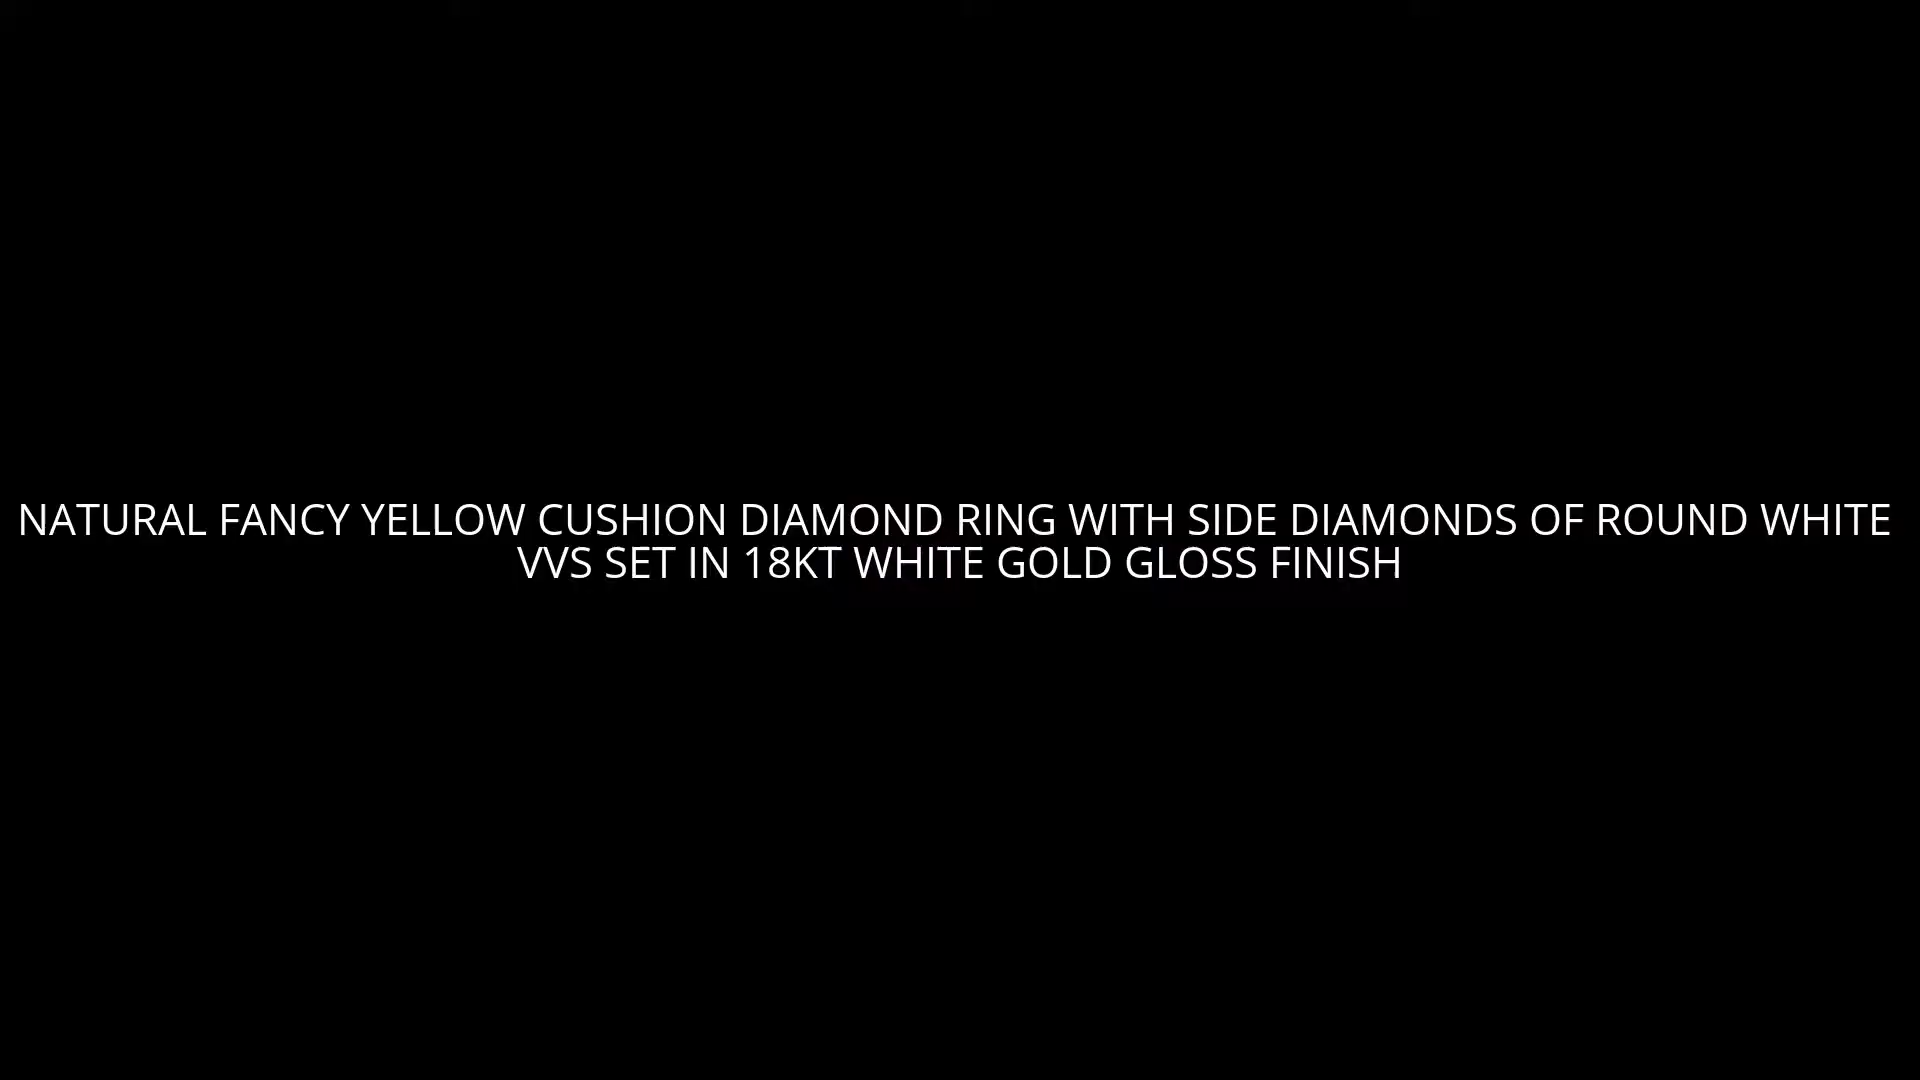 NATURAL FANCY YELLOW CUSHION DIAMOND RING WITH SIDE DIAMONDS OF ROUND WHITE
VVS SET IN 18KT WHITE GOLD GLOSS FINISH